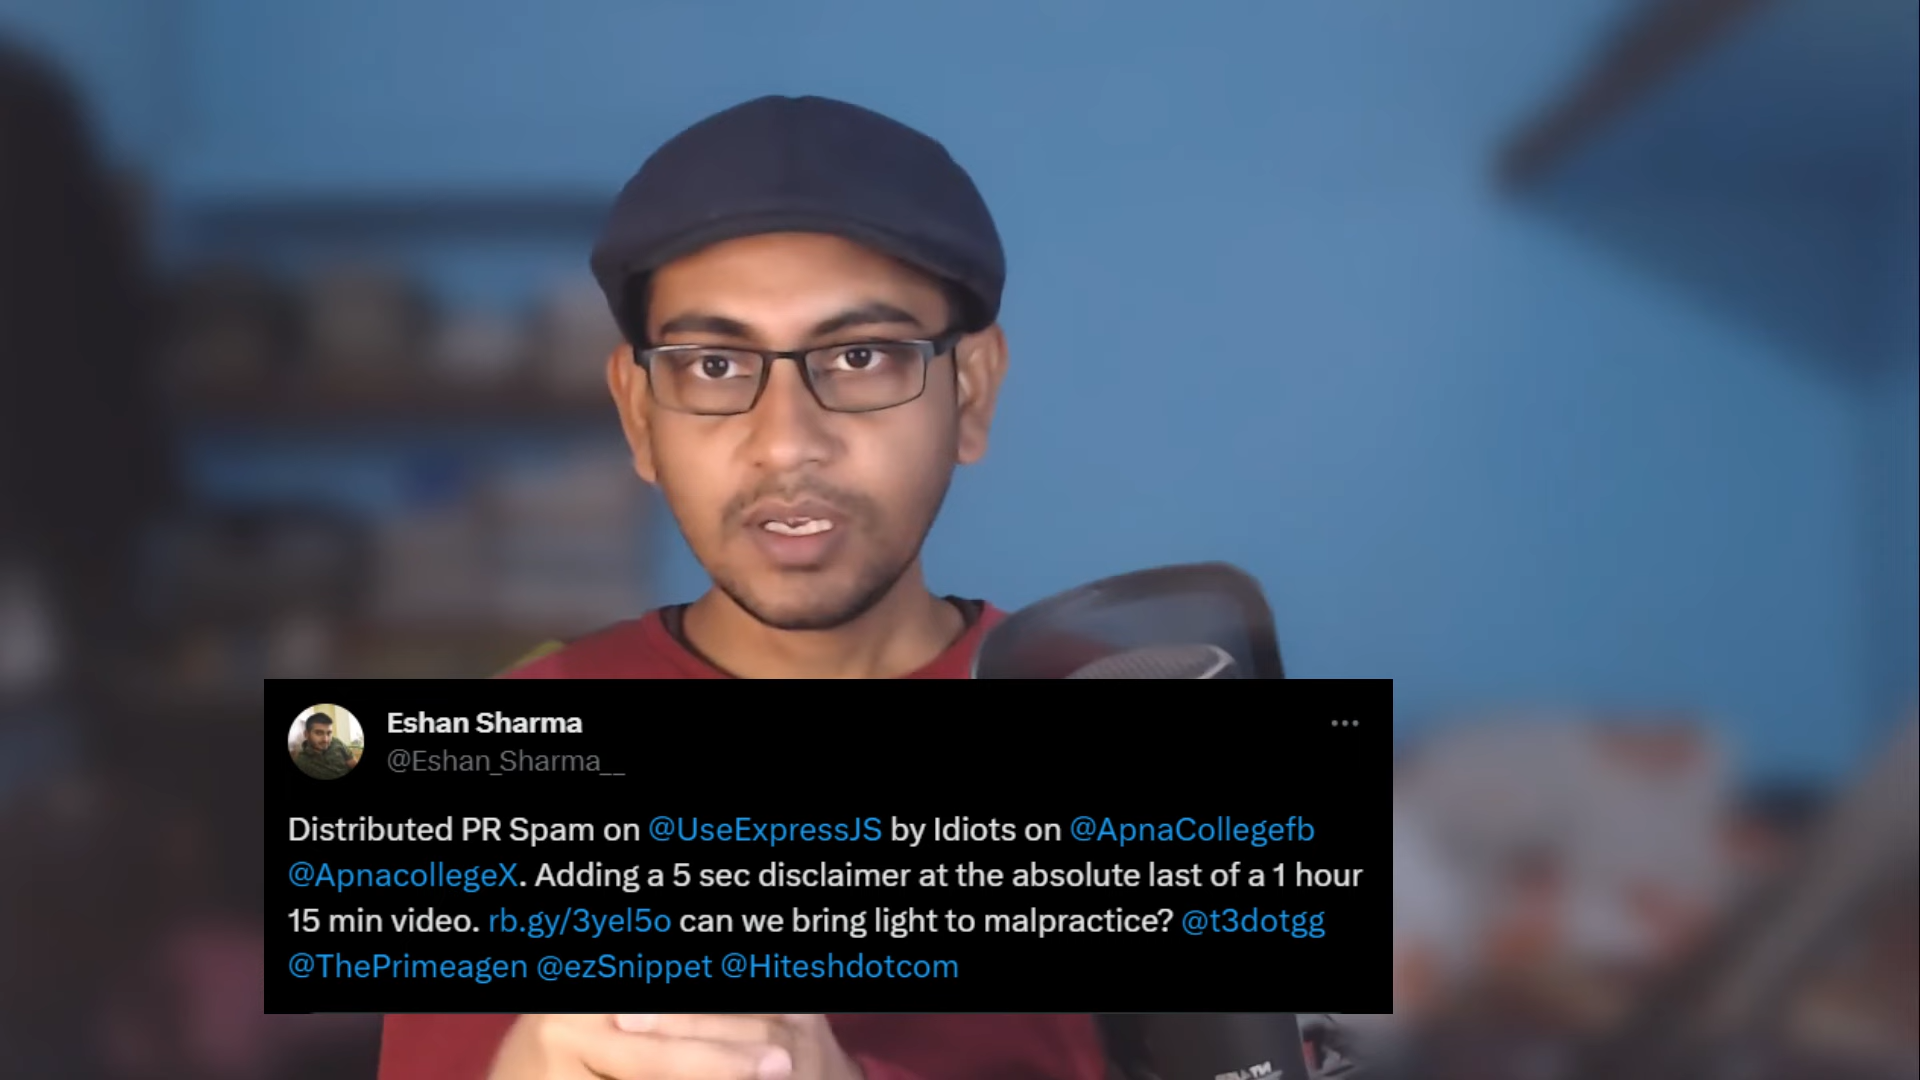 Eshan Sharma
@Eshan_Sharma__
Distributed PR Spam on @UseExpressJS by Idiots on @ApnaCollegefb
@ApnacollegeX. Adding a 5 sec disclaimer at the absolute last of a 1 hour
15 min video. rb.gy/3yel5o can we bring light to malpractice? @t3dotgg
@ThePrimeagen @ezSnippet @Hiteshdotcom